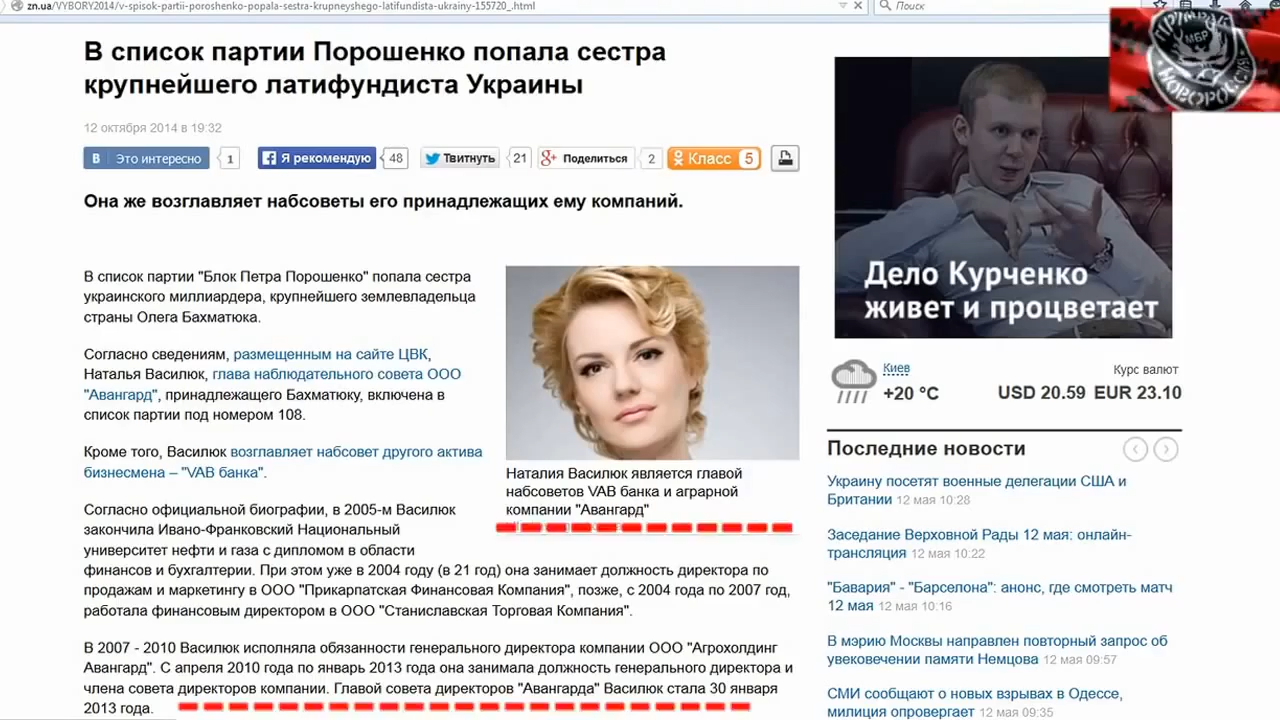 zn.ua/VYBORY2014/v-spisok-partii-poroshenko-popala-sestra-krupneyshego-latifundista-ukrainy-155720_.html
Поиск
В список партии Порошенко попала сестра
крупнейшего латифундиста Украины
12 октября 2014 в 19:32
В Это интересно 1
Я рекомендую 48
Твитнуть 21
Поделиться 2
Класс 5
Она же возглавляет набсоветы его принадлежащих ему компаний.
В список партии "Блок Петра Порошенко" попала сестра
украинского миллиардера, крупнейшего землевладельца
страны Олега Бахматюка.
Согласно сведениям, размещенным на сайте ЦВК,
Наталья Василюк, глава наблюдательного совета ООО
"Авангард", принадлежащего Бахматюку, включена в
список партии под номером 108.
Кроме того, Василюк возглавляет набсовет другого актива
бизнесмена – "VAB банка".
Наталия Василюк является главой
набсоветов VAB банка и аграрной
компании "Авангард"
Согласно официальной биографии, в 2005-м Василюк
закончила Ивано-Франковский Национальный
университет нефти и газа с дипломом в области
финансов и бухгалтерии. При этом уже в 2004 году (в 21 год) она занимает должность директора по
продажам и маркетингу в ООО "Прикарпатская Финансовая Компания", позже, с 2004 года по 2007 год,
работала финансовым директором в ООО "Станиславская Торговая Компания".
В 2007 - 2010 Василюк исполняла обязанности генерального директора компании ООО "Агрохолдинг
Авангард". С апреля 2010 года по январь 2013 года она занимала должность генерального директора и
члена совета директоров компании. Главой совета директоров "Авангарда" Василюк стала 30 января
2013 года.
МБР
НОВОРОССИЯ
Дело Курченко
живет и процветает
Киев
+20 °C
Курс валют
USD 20.59 EUR 23.10
Последние новости
Украину посетят военные делегации США и
Британии 12 мая 10:28
Заседание Верховной Рады 12 мая: онлайн-
трансляция 12 мая 10:22
"Бавария" - "Барселона": анонс, где смотреть матч
12 мая 12 мая 10:16
В мэрию Москвы направлен повторный запрос об
увековечении памяти Немцова 12 мая 09:57
СМИ сообщают о новых взрывах в Одессе,
милиция опровергает 12 мая 09:35